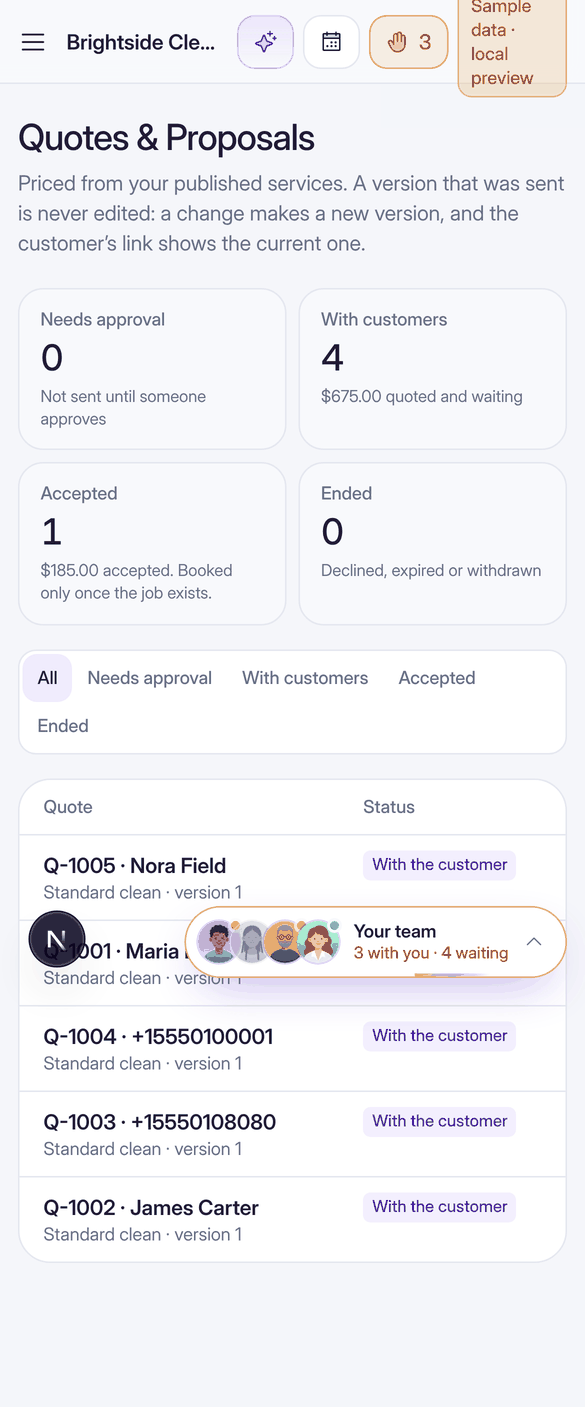 Brightside Cle...
3
Sample
data ·
local
preview
Quotes & Proposals
Priced from your published services. A version that was sent
is never edited: a change makes a new version, and the
customer's link shows the current one.
Needs approval
0
Not sent until someone
approves
With customers
4
$675.00 quoted and waiting
Accepted
1
$185.00 accepted. Booked
only once the job exists.
Ended
0
Declined, expired or withdrawn
All Needs approval With customers Accepted
Ended
Quote Status
Q-1005 · Nora Field With the customer
Standard clean · version 1
N
1001 · Maria
Standard clean · version 1
Your team
3 with you · 4 waiting
Q-1004 · +15550100001 With the customer
Standard clean · version 1
Q-1003 · +15550108080 With the customer
Standard clean · version 1
Q-1002 · James Carter With the customer
Standard clean · version 1